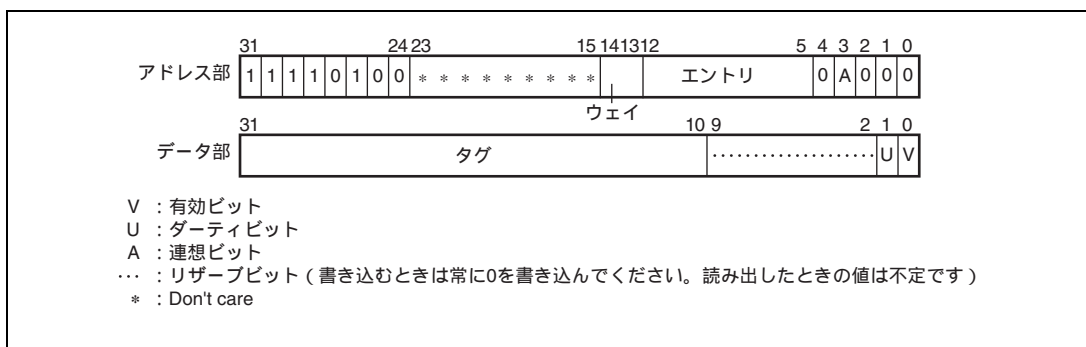 31 24 23 15 14 13 12 5 4 3 2 1 0
アドレス部 1 1 1 1 0 1 0 0 * * * * * * * * * エントリ 0 A 0 0 0
ウェイ
31 10 9 2 1 0
データ部 タグ ････････････････････ U V
V :有効ビット
U :ダーティビット
A :連想ビット
･･･ :リザーブビット(書き込むときは常に0を書き込んでください。読み出したときの値は不定です)
* :Don't care